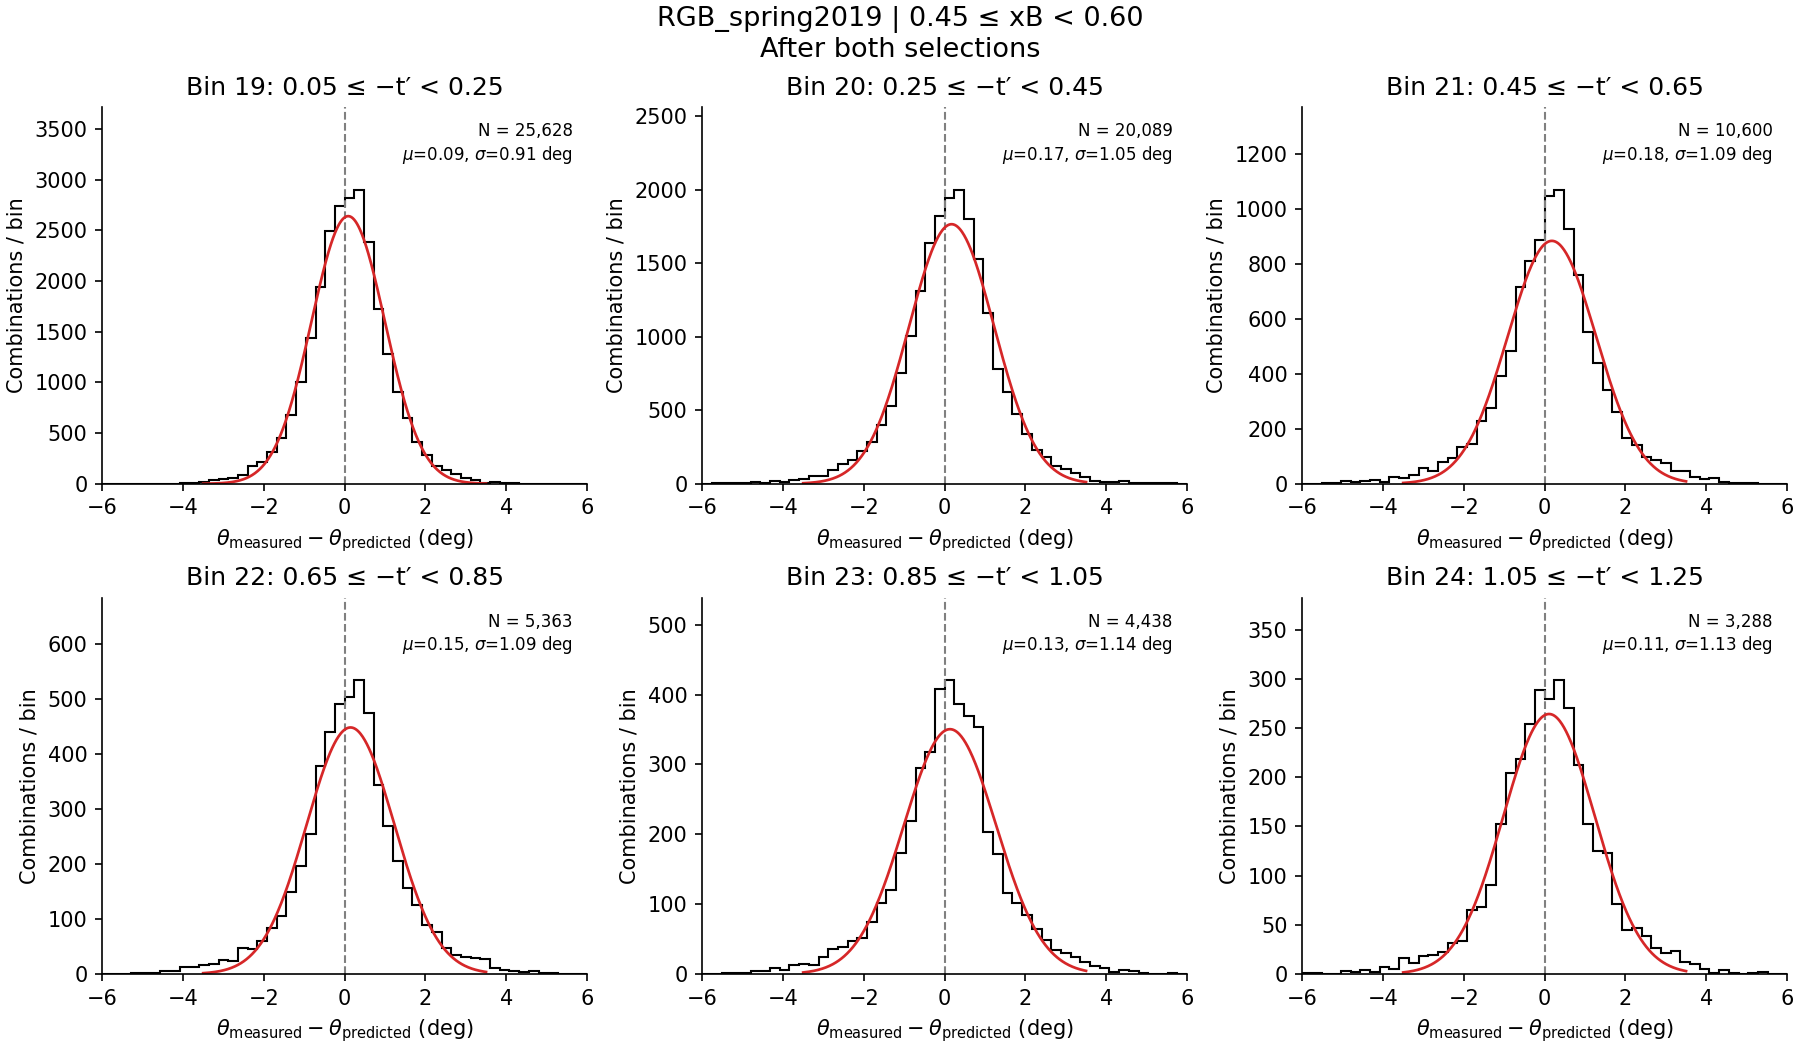 RGB_spring2019 | 0.45 ≤ xB < 0.60
After both selections
Bin 19: 0.05 ≤ −t′ < 0.25
N = 25,628
μ=0.09, σ=0.91 deg
Combinations / bin
3500
3000
2500
2000
1500
1000
500
0
−6 −4 −2 0 2 4 6
θmeasured − θpredicted (deg)
Bin 20: 0.25 ≤ −t′ < 0.45
N = 20,089
μ=0.17, σ=1.05 deg
Combinations / bin
2500
2000
1500
1000
500
0
−6 −4 −2 0 2 4 6
θmeasured − θpredicted (deg)
Bin 21: 0.45 ≤ −t′ < 0.65
N = 10,600
μ=0.18, σ=1.09 deg
Combinations / bin
1200
1000
800
600
400
200
0
−6 −4 −2 0 2 4 6
θmeasured − θpredicted (deg)
Bin 22: 0.65 ≤ −t′ < 0.85
N = 5,363
μ=0.15, σ=1.09 deg
Combinations / bin
600
500
400
300
200
100
0
−6 −4 −2 0 2 4 6
θmeasured − θpredicted (deg)
Bin 23: 0.85 ≤ −t′ < 1.05
N = 4,438
μ=0.13, σ=1.14 deg
Combinations / bin
500
400
300
200
100
0
−6 −4 −2 0 2 4 6
θmeasured − θpredicted (deg)
Bin 24: 1.05 ≤ −t′ < 1.25
N = 3,288
μ=0.11, σ=1.13 deg
Combinations / bin
350
300
250
200
150
100
50
0
−6 −4 −2 0 2 4 6
θmeasured − θpredicted (deg)